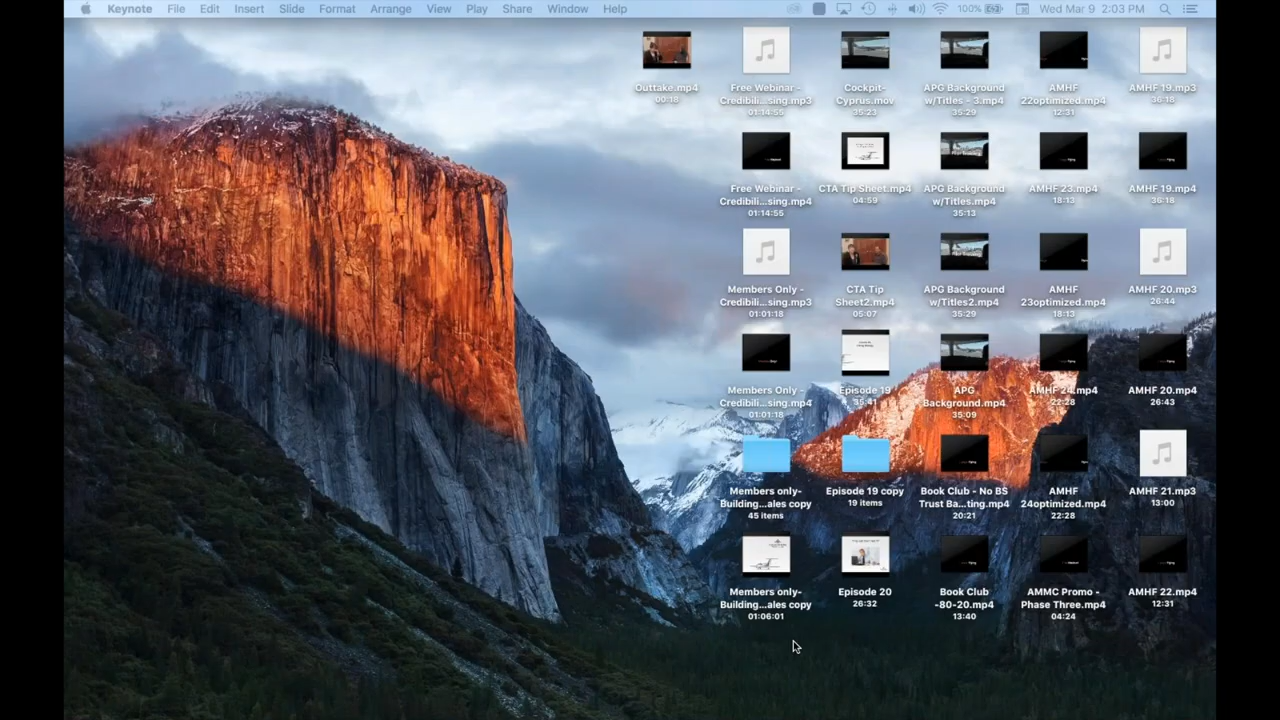 Keynote File Edit Insert Slide Format Arrange View Play Share Window Help 100% Wed Mar 9 2:03 PM
Outtake.mp4
00:18
Free Webinar -
Credibili...sing.mp3
01:14:55
Cockpit-
Cyprus.mov
35:23
APG Background
w/Titles - 3.mp4
35:29
AMHF
22optimized.mp4
12:31
AMHF 19.mp3
36:18
Free Webinar -
Credibili...sing.mp4
01:14:55
CTA Tip Sheet.mp4
04:59
APG Background
w/Titles.mp4
35:13
AMHF 23.mp4
18:13
AMHF 19.mp4
36:18
Members Only -
Credibili...sing.mp3
01:01:18
CTA Tip
Sheet2.mp4
05:07
APG Background
w/Titles2.mp4
35:29
AMHF
23optimized.mp4
18:13
AMHF 20.mp3
26:44
Members Only -
Credibili...sing.mp4
01:01:18
Episode 19
35:41
APG
Background.mp4
35:09
AMHF 24.mp4
22:28
AMHF 20.mp4
26:43
Members only-
Building...ales copy
45 items
Episode 19 copy
19 items
Book Club - No BS
Trust Ba...ting.mp4
20:21
AMHF
24optimized.mp4
22:28
AMHF 21.mp3
13:00
Members only-
Building...ales copy
01:06:01
Episode 20
26:32
Book Club
-80-20.mp4
13:40
AMMC Promo -
Phase Three.mp4
04:24
AMHF 22.mp4
12:31